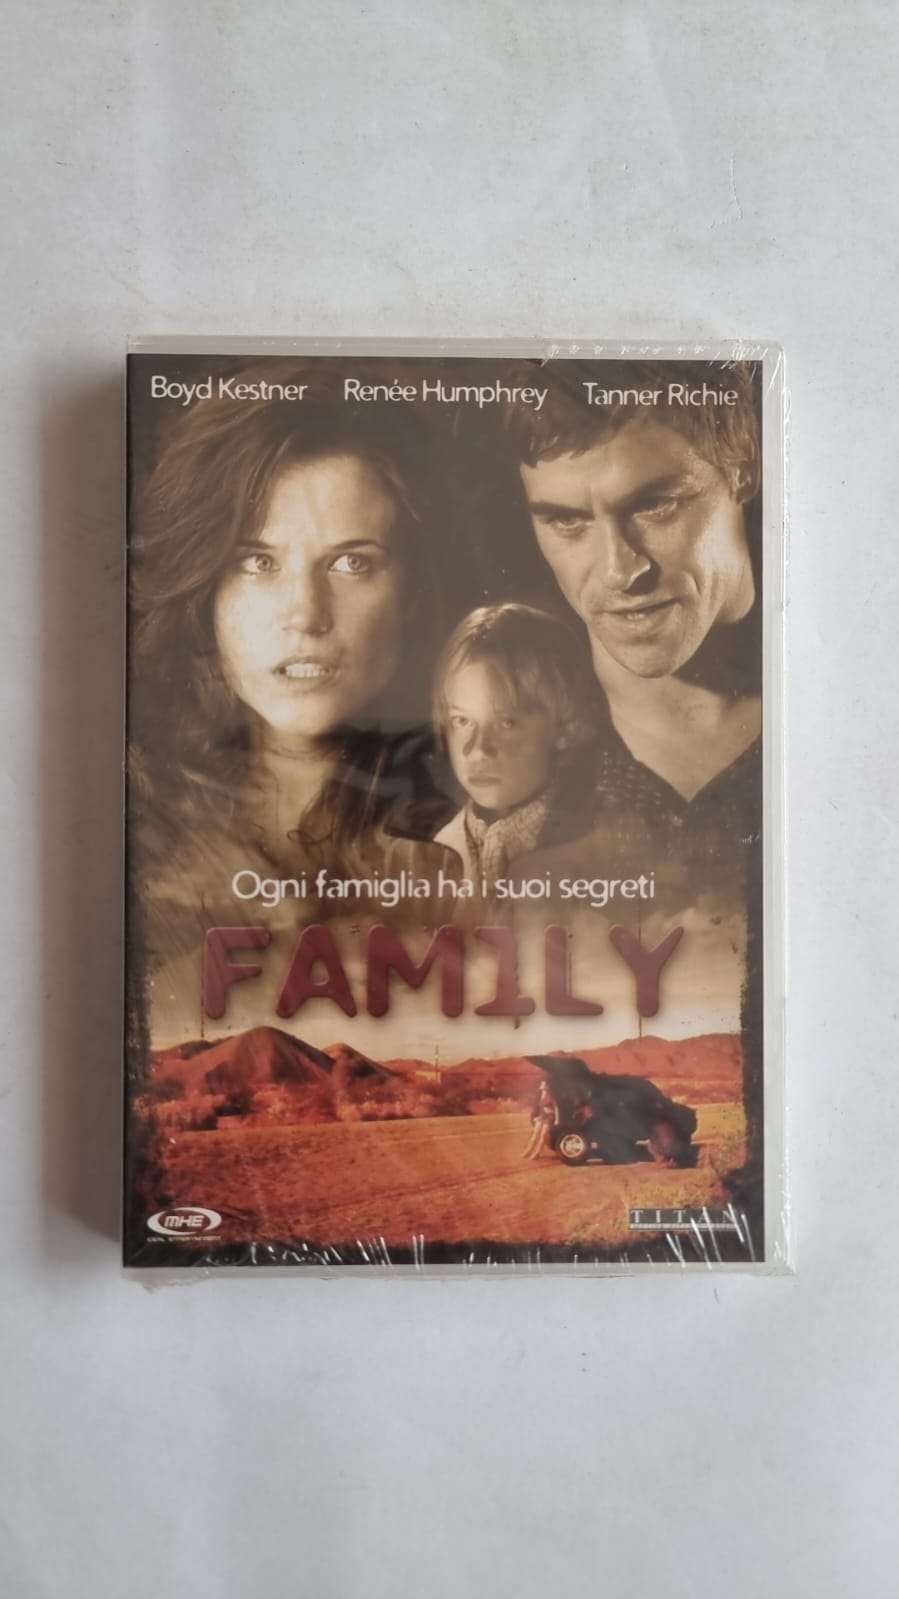 Boyd Kestner Renée Humphrey Tanner Richie
Ogni famiglia ha i suoi segreti
FAM1LY
MHE
TITAN